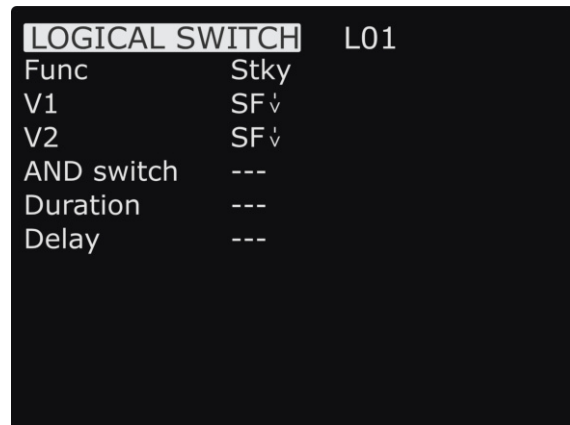 LOGICAL SWITCH L01
Func Stky
V1 SF↓
V2 SF↓
AND switch ---
Duration ---
Delay ---